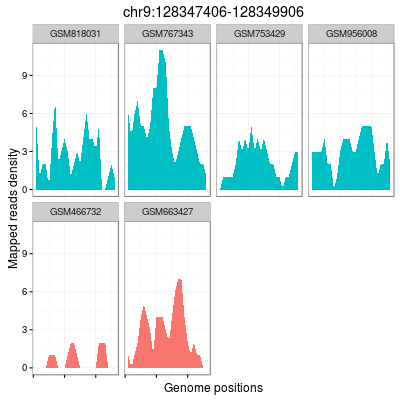 chr9:128347406-128349906
GSM818031 GSM767343 GSM753429 GSM956008
9
6
3
0
GSM466732 GSM663427
9
6
3
0
Mapped reads density
Genome positions